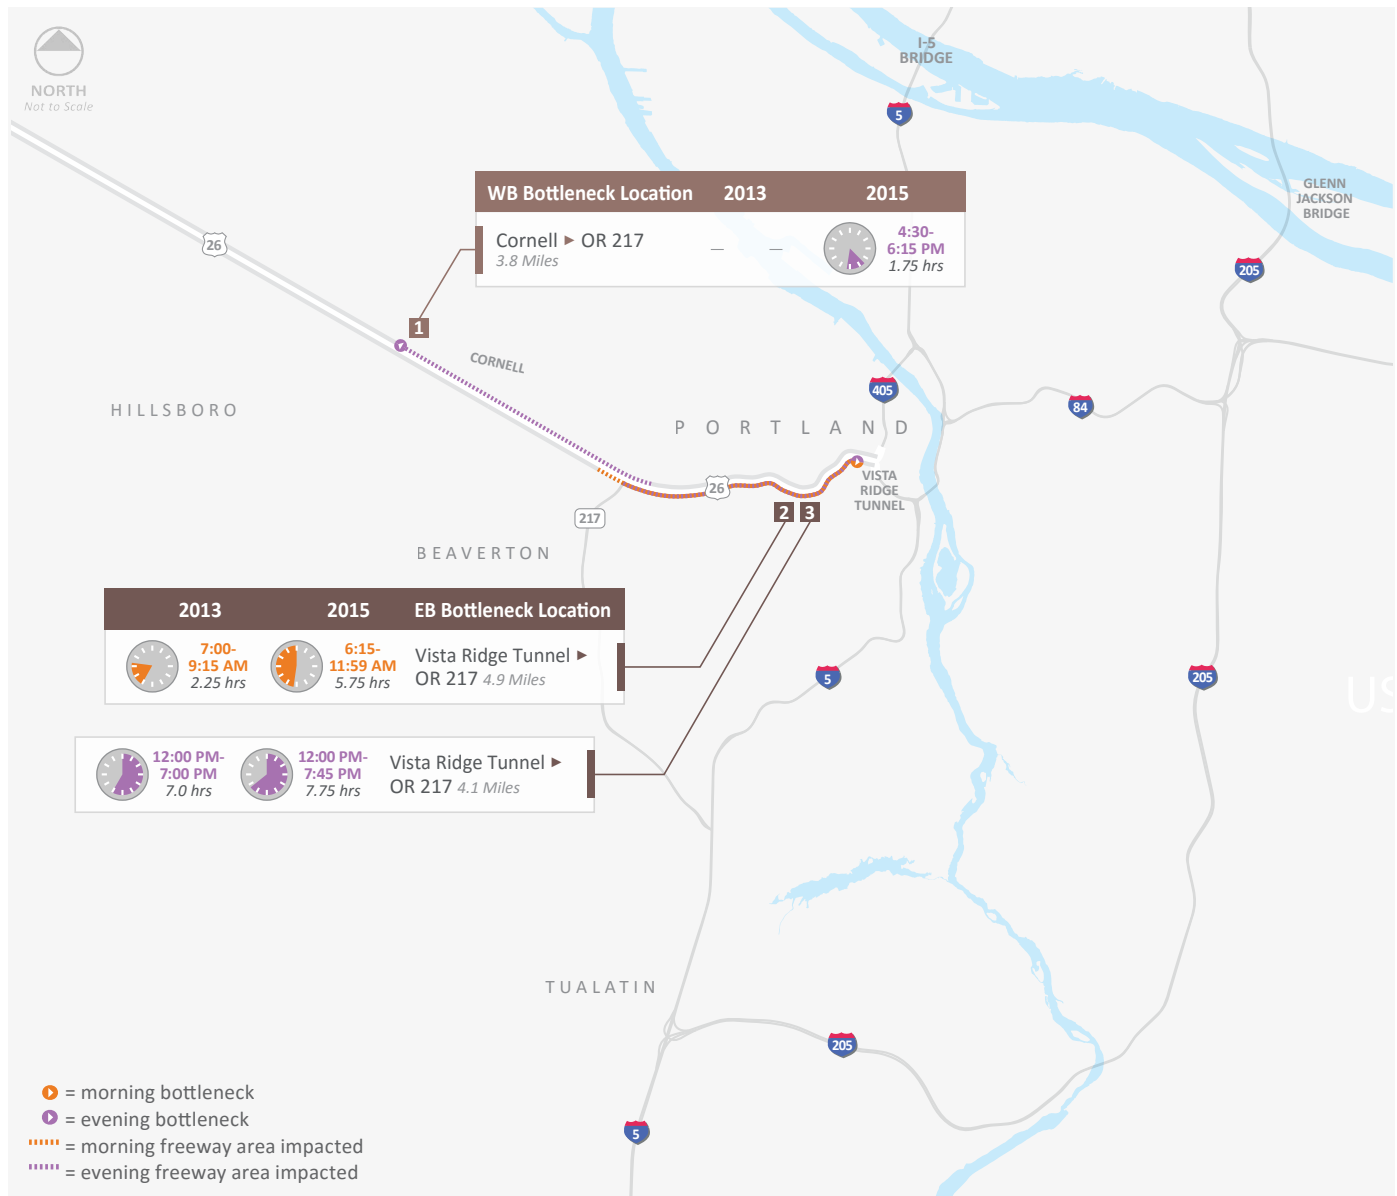 I-5
BRIDGE
NORTH
Not to Scale
5
GLENN
JACKSON
BRIDGE
WB Bottleneck Location 2013 2015
Cornell ► OR 217
3.8 Miles
— —
4:30-
6:15 PM
1.75 hrs
26
205
1
CORNELL
405
84
HILLSBORO
PORTLAND
26
VISTA
RIDGE
TUNNEL
217
2 3
BEAVERTON
2013 2015 EB Bottleneck Location
7:00-
9:15 AM
2.25 hrs
6:15-
11:59 AM
5.75 hrs
Vista Ridge Tunnel ►
OR 217 4.9 Miles
5
205
US
12:00 PM-
7:00 PM
7.0 hrs
12:00 PM-
7:45 PM
7.75 hrs
Vista Ridge Tunnel ►
OR 217 4.1 Miles
TUALATIN
205
5
= morning bottleneck
= evening bottleneck
= morning freeway area impacted
= evening freeway area impacted